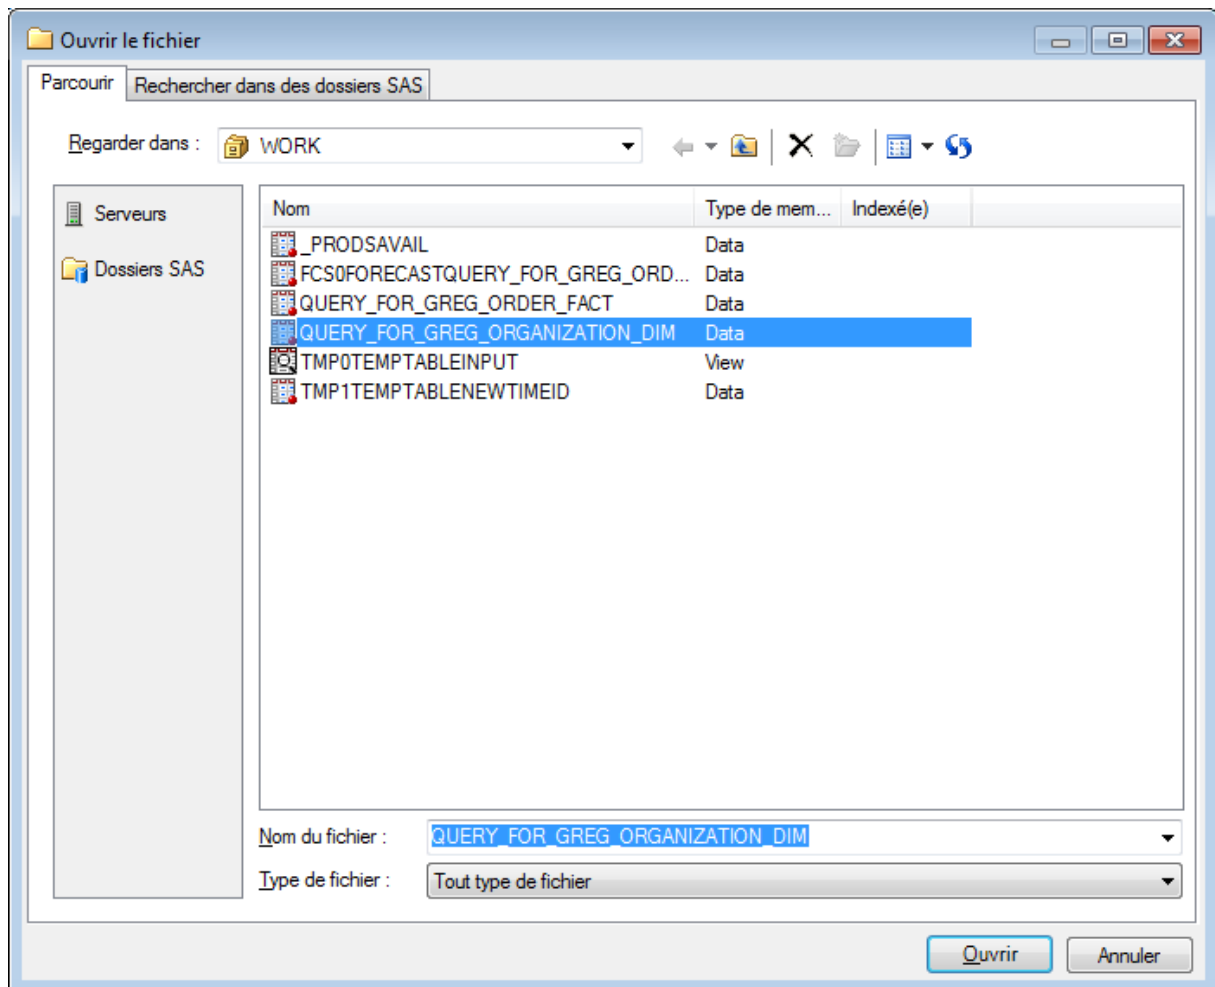 Ouvrir le fichier
Parcourir Rechercher dans des dossiers SAS
Regarder dans : WORK
Serveurs
Dossiers SAS
Nom Type de mem... Indexé(e)
_PRODSAVAIL Data
FCS0FORECASTQUERY_FOR_GREG_ORD... Data
QUERY_FOR_GREG_ORDER_FACT Data
QUERY_FOR_GREG_ORGANIZATION_DIM Data
TMP0TEMPTABLEINPUT View
TMP1TEMPTABLENEWTIMEID Data
Nom du fichier : QUERY_FOR_GREG_ORGANIZATION_DIM
Type de fichier : Tout type de fichier
Ouvrir Annuler